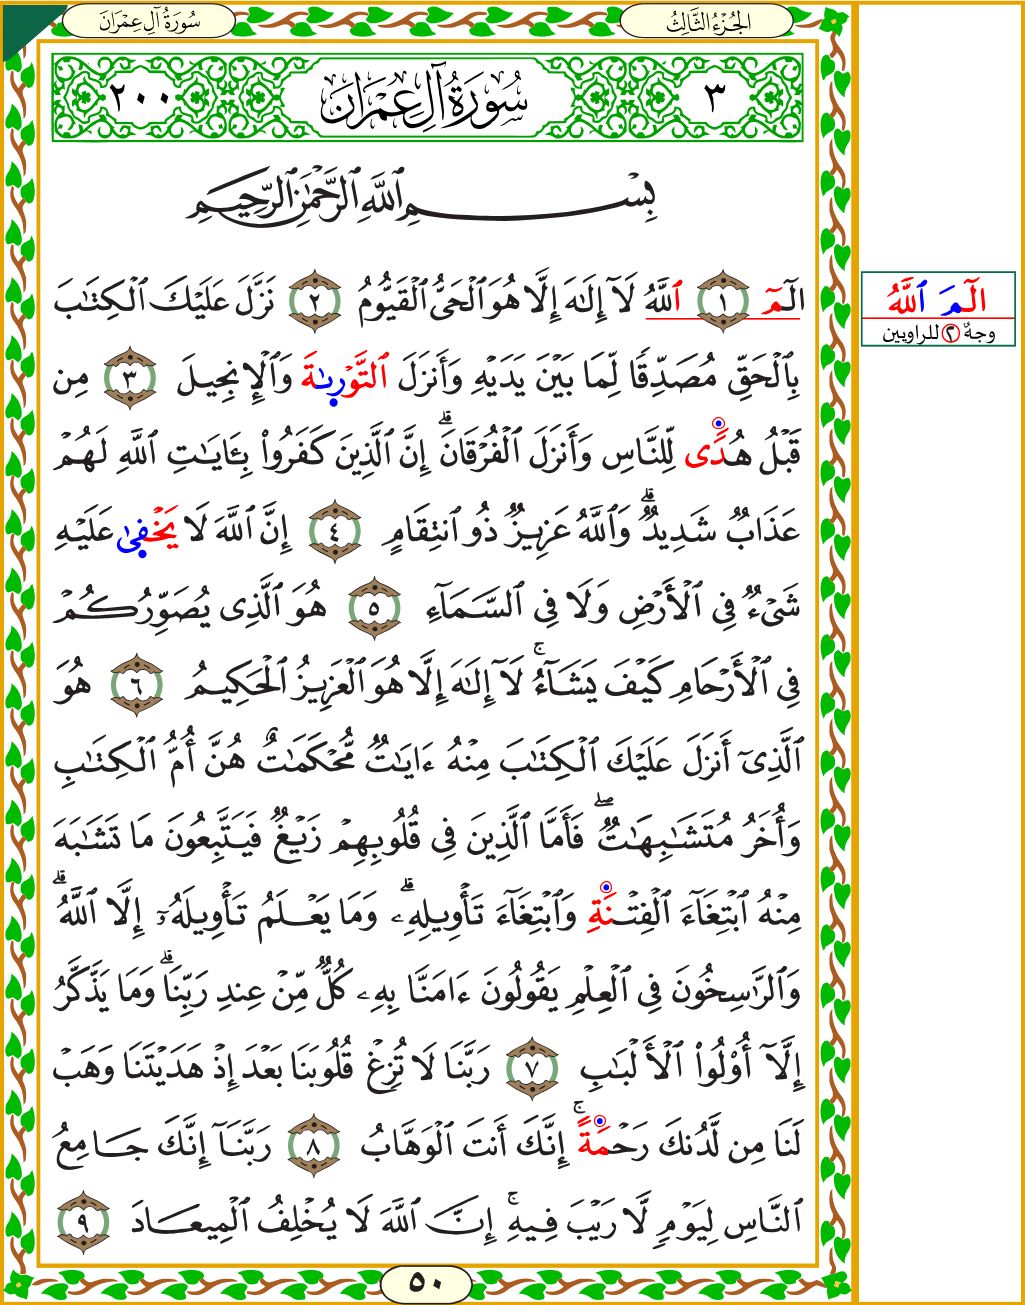 الجُزْءُ الثَّالِثُ
سُورَةُ آلِ عِمْرَانَ
٣
سُورَةُ آلِ عِمْرَانَ
٢٠٠
بِسْمِ ٱللَّهِ ٱلرَّحْمَٰنِ ٱلرَّحِيمِ
الٓمٓ ١ ٱللَّهُ لَآ إِلَٰهَ إِلَّا هُوَ ٱلْحَىُّ ٱلْقَيُّومُ ٢ نَزَّلَ عَلَيْكَ ٱلْكِتَٰبَ
بِٱلْحَقِّ مُصَدِّقًا لِّمَا بَيْنَ يَدَيْهِ وَأَنزَلَ ٱلتَّوْرَىٰةَ وَٱلْإِنجِيلَ ٣ مِن
قَبْلُ هُدًى لِّلنَّاسِ وَأَنزَلَ ٱلْفُرْقَانَ ۗ إِنَّ ٱلَّذِينَ كَفَرُوا۟ بِـَٔايَٰتِ ٱللَّهِ لَهُمْ
عَذَابٌ شَدِيدٌ ۗ وَٱللَّهُ عَزِيزٌ ذُو ٱنتِقَامٍ ٤ إِنَّ ٱللَّهَ لَا يَخْفَىٰ عَلَيْهِ
شَىْءٌ فِى ٱلْأَرْضِ وَلَا فِى ٱلسَّمَآءِ ٥ هُوَ ٱلَّذِى يُصَوِّرُكُمْ
فِى ٱلْأَرْحَامِ كَيْفَ يَشَآءُ ۚ لَآ إِلَٰهَ إِلَّا هُوَ ٱلْعَزِيزُ ٱلْحَكِيمُ ٦ هُوَ
ٱلَّذِىٓ أَنزَلَ عَلَيْكَ ٱلْكِتَٰبَ مِنْهُ ءَايَٰتٌ مُّحْكَمَٰتٌ هُنَّ أُمُّ ٱلْكِتَٰبِ
وَأُخَرُ مُتَشَٰبِهَٰتٌ ۖ فَأَمَّا ٱلَّذِينَ فِى قُلُوبِهِمْ زَيْغٌ فَيَتَّبِعُونَ مَا تَشَٰبَهَ
مِنْهُ ٱبْتِغَآءَ ٱلْفِتْنَةِ وَٱبْتِغَآءَ تَأْوِيلِهِۦ ۗ وَمَا يَعْلَمُ تَأْوِيلَهُۥٓ إِلَّا ٱللَّهُ ۗ
وَٱلرَّٰسِخُونَ فِى ٱلْعِلْمِ يَقُولُونَ ءَامَنَّا بِهِۦ كُلٌّ مِّنْ عِندِ رَبِّنَا ۗ وَمَا يَذَّكَّرُ
إِلَّآ أُو۟لُوا۟ ٱلْأَلْبَٰبِ ٧ رَبَّنَا لَا تُزِغْ قُلُوبَنَا بَعْدَ إِذْ هَدَيْتَنَا وَهَبْ
لَنَا مِن لَّدُنكَ رَحْمَةً ۚ إِنَّكَ أَنتَ ٱلْوَهَّابُ ٨ رَبَّنَآ إِنَّكَ جَامِعُ
ٱلنَّاسِ لِيَوْمٍ لَّا رَيْبَ فِيهِ ۚ إِنَّ ٱللَّهَ لَا يُخْلِفُ ٱلْمِيعَادَ ٩
٥٠
الٓمَ ٱللَّهُ
وجهٌ ٢ للراويين